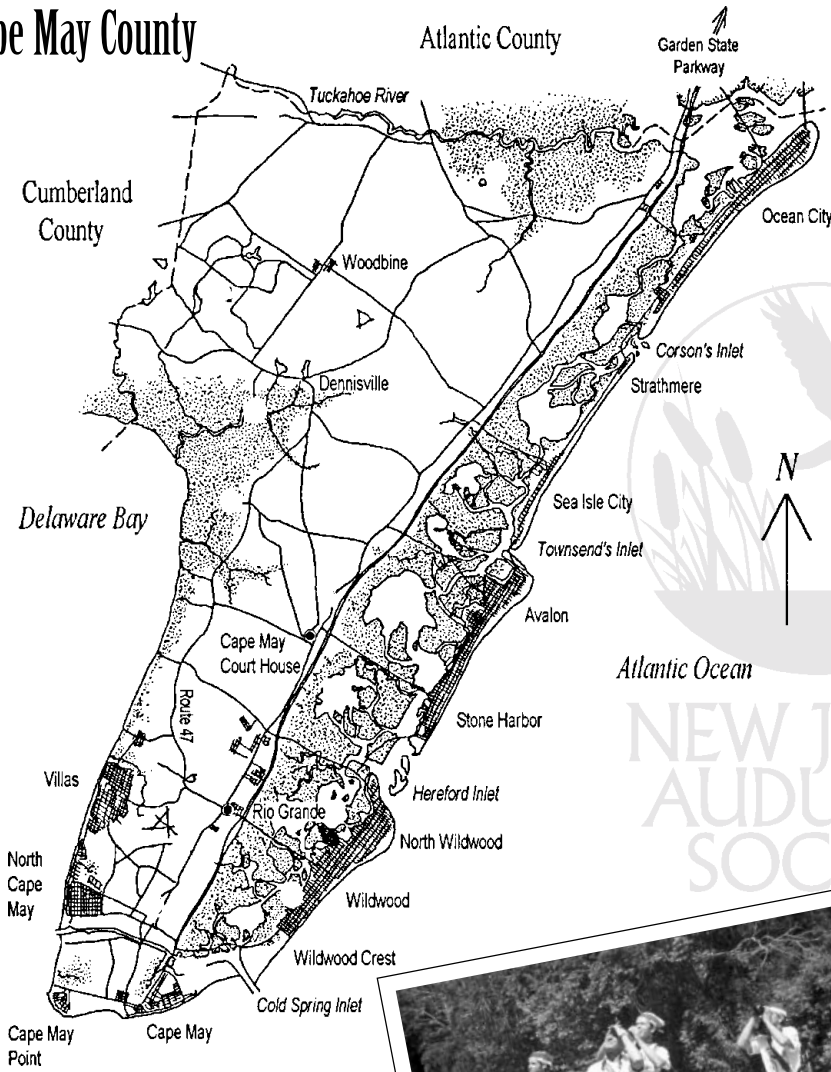 pe May County
Atlantic County
Garden State
Parkway
Tuckahoe River
Cumberland
County
Ocean City
Woodbine
Corson's Inlet
Dennisville
Strathmere
N
Sea Isle City
Delaware Bay
Townsend's Inlet
Avalon
Cape May
Court House
Atlantic Ocean
Route 47
Stone Harbor
NEW J
Villas
Hereford Inlet
AUDU
Rio Grande
North Wildwood
SOC
North
Cape
May
Wildwood
Wildwood Crest
Cold Spring Inlet
Cape May
Point
Cape May